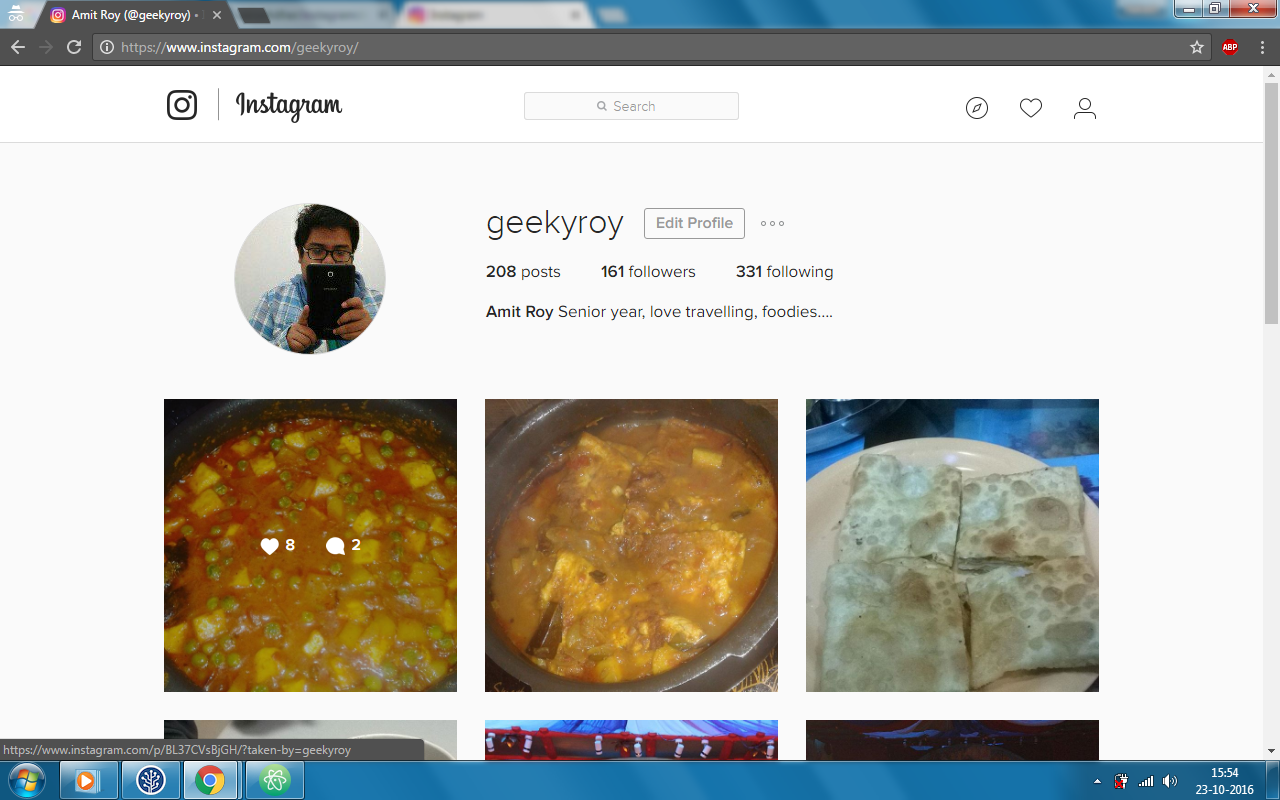 Amit Roy (@geekyroy) •
Instagram
https://www.instagram.com/geekyroy/
ABP
Instagram
Search
geekyroy
Edit Profile
208 posts
161 followers
331 following
Amit Roy Senior year, love travelling, foodies....
8
2
https://www.instagram.com/p/BL37CVsBjGH/?taken-by=geekyroy
15:54
23-10-2016